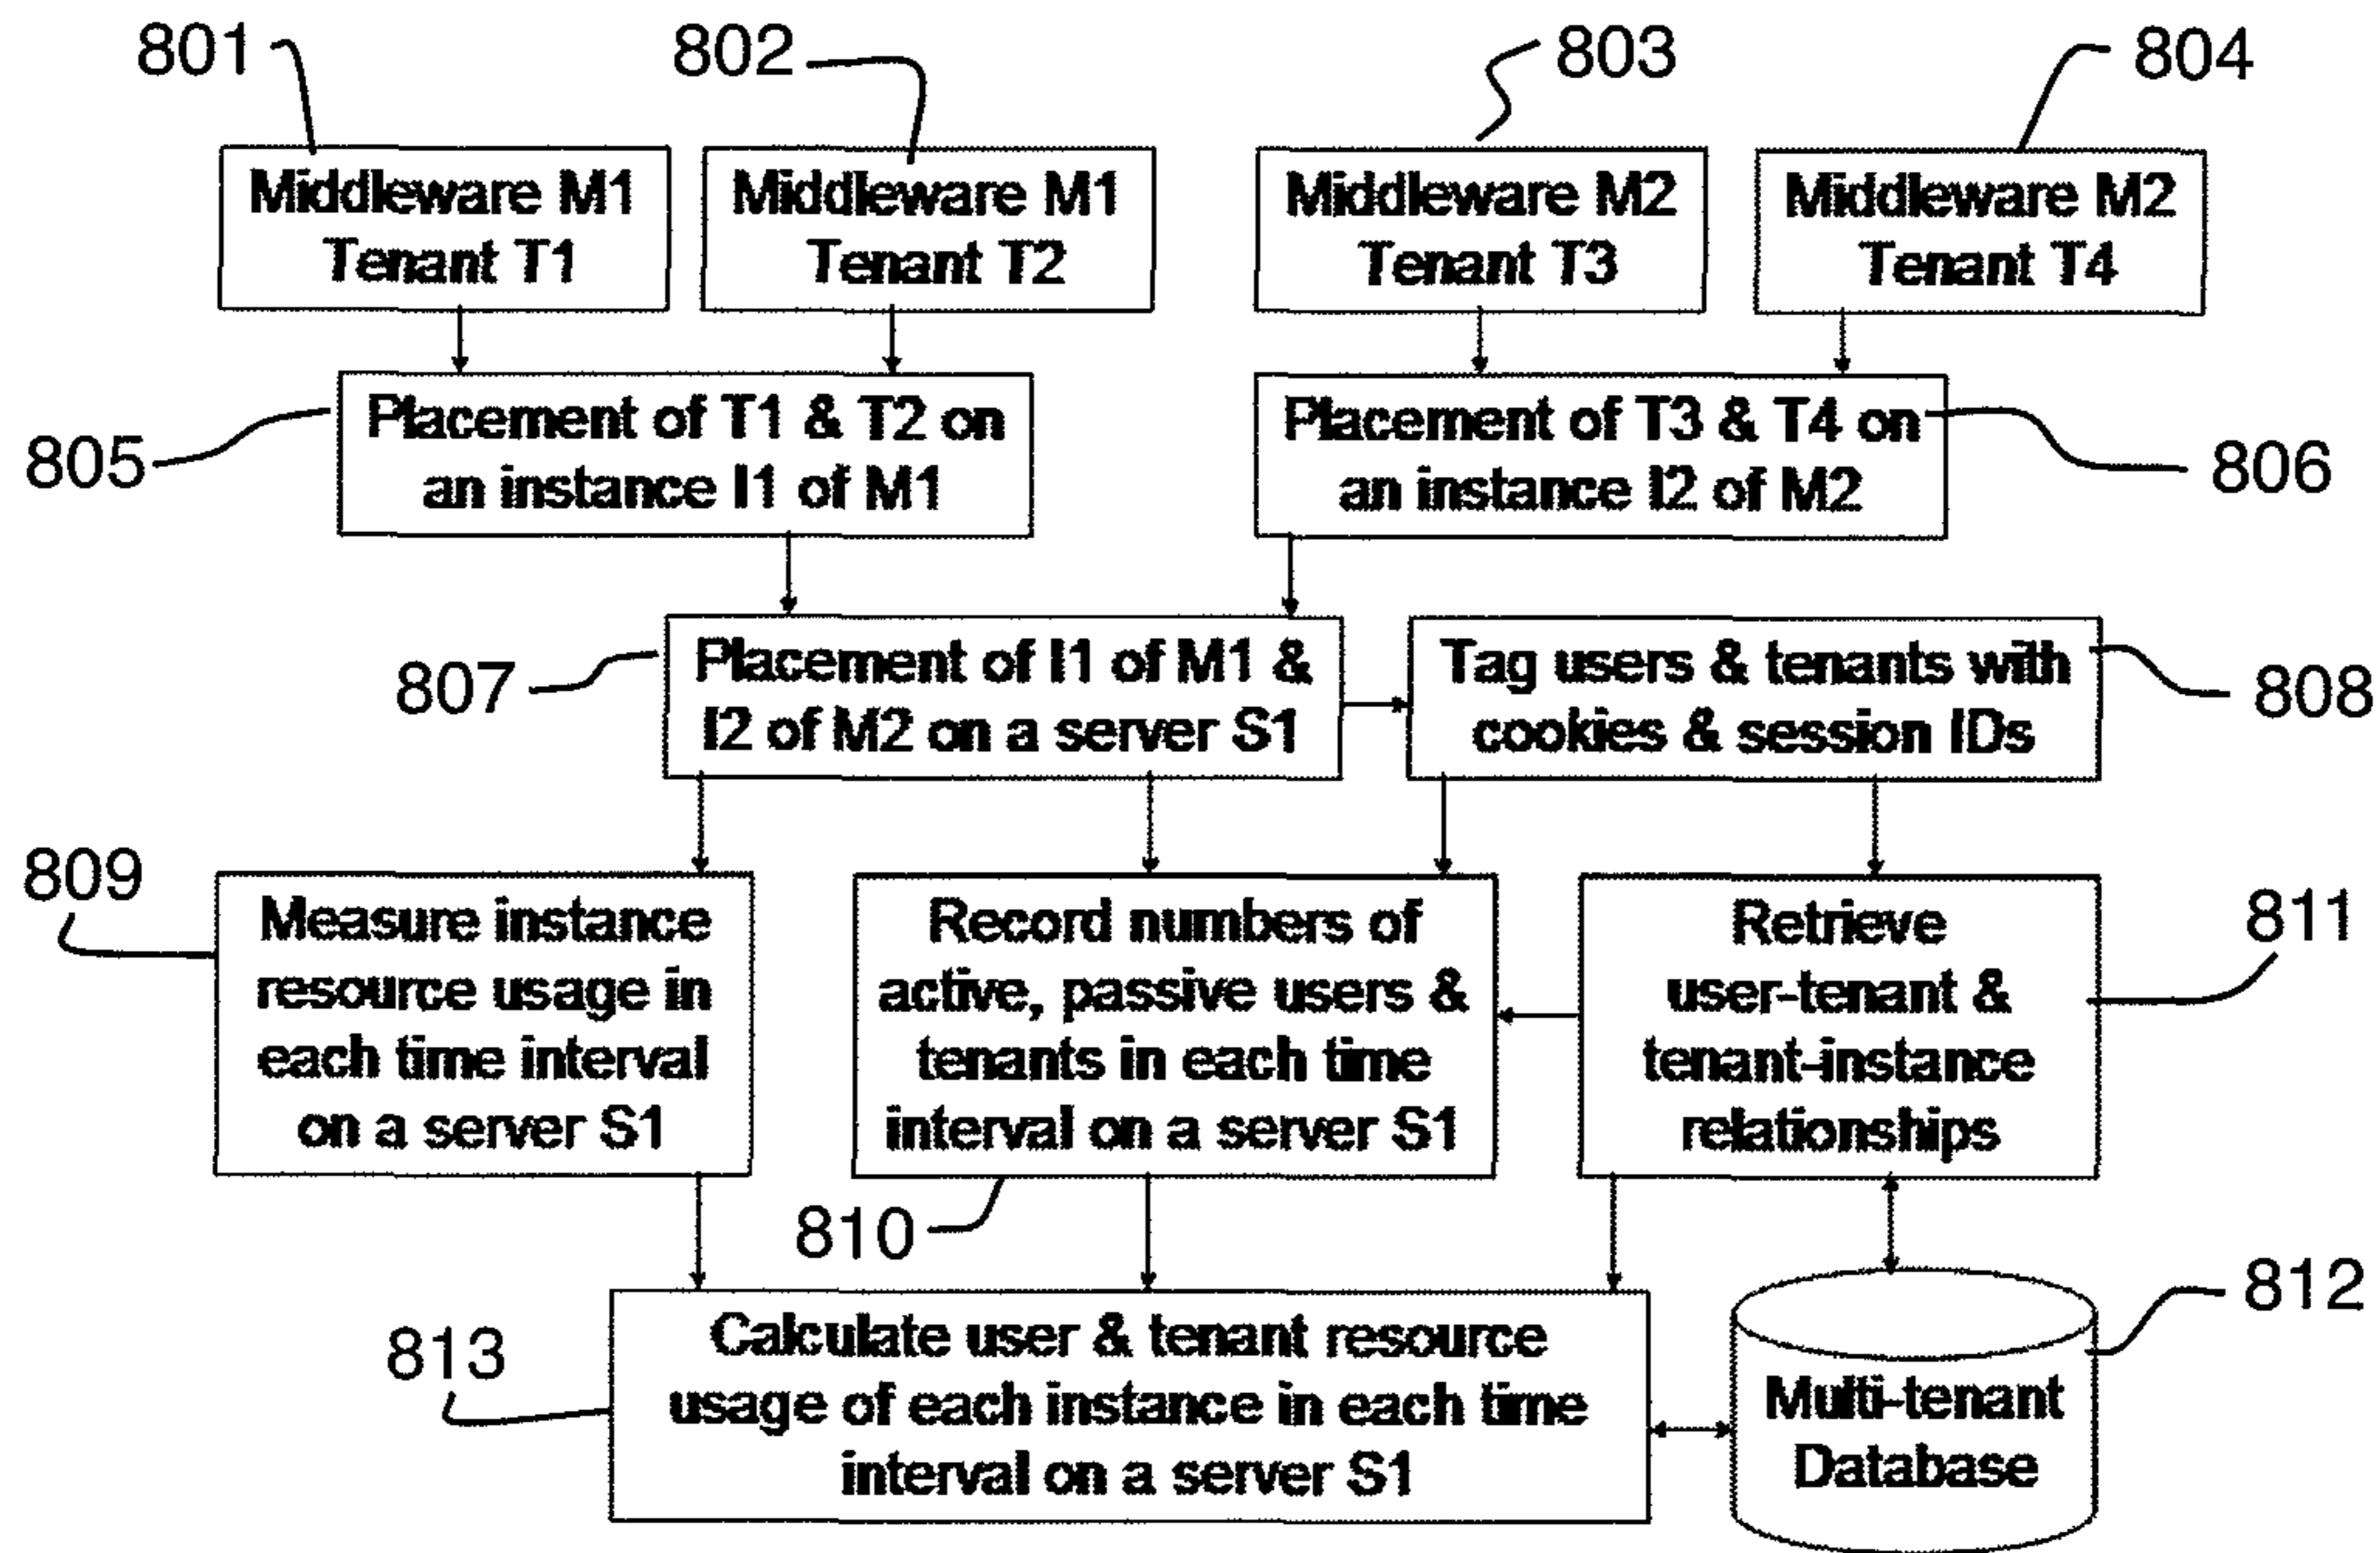 801
802
803
804
Middleware M1
Tenant T1
Middleware M1
Tenant T2
Middleware M2
Tenant T3
Middleware M2
Tenant T4
805
Placement of T1 & T2 on
an instance I1 of M1
Placement of T3 & T4 on
an instance I2 of M2
806
807
Placement of I1 of M1 &
I2 of M2 on a server S1
Tag users & tenants with
cookies & session IDs
808
809
Measure instance
resource usage in
each time interval
on a server S1
Record numbers of
active, passive users &
tenants in each time
interval on a server S1
Retrieve
user-tenant &
tenant-instance
relationships
811
810
812
813
Calculate user & tenant resource
usage of each instance in each time
interval on a server S1
Multi-tenant
Database